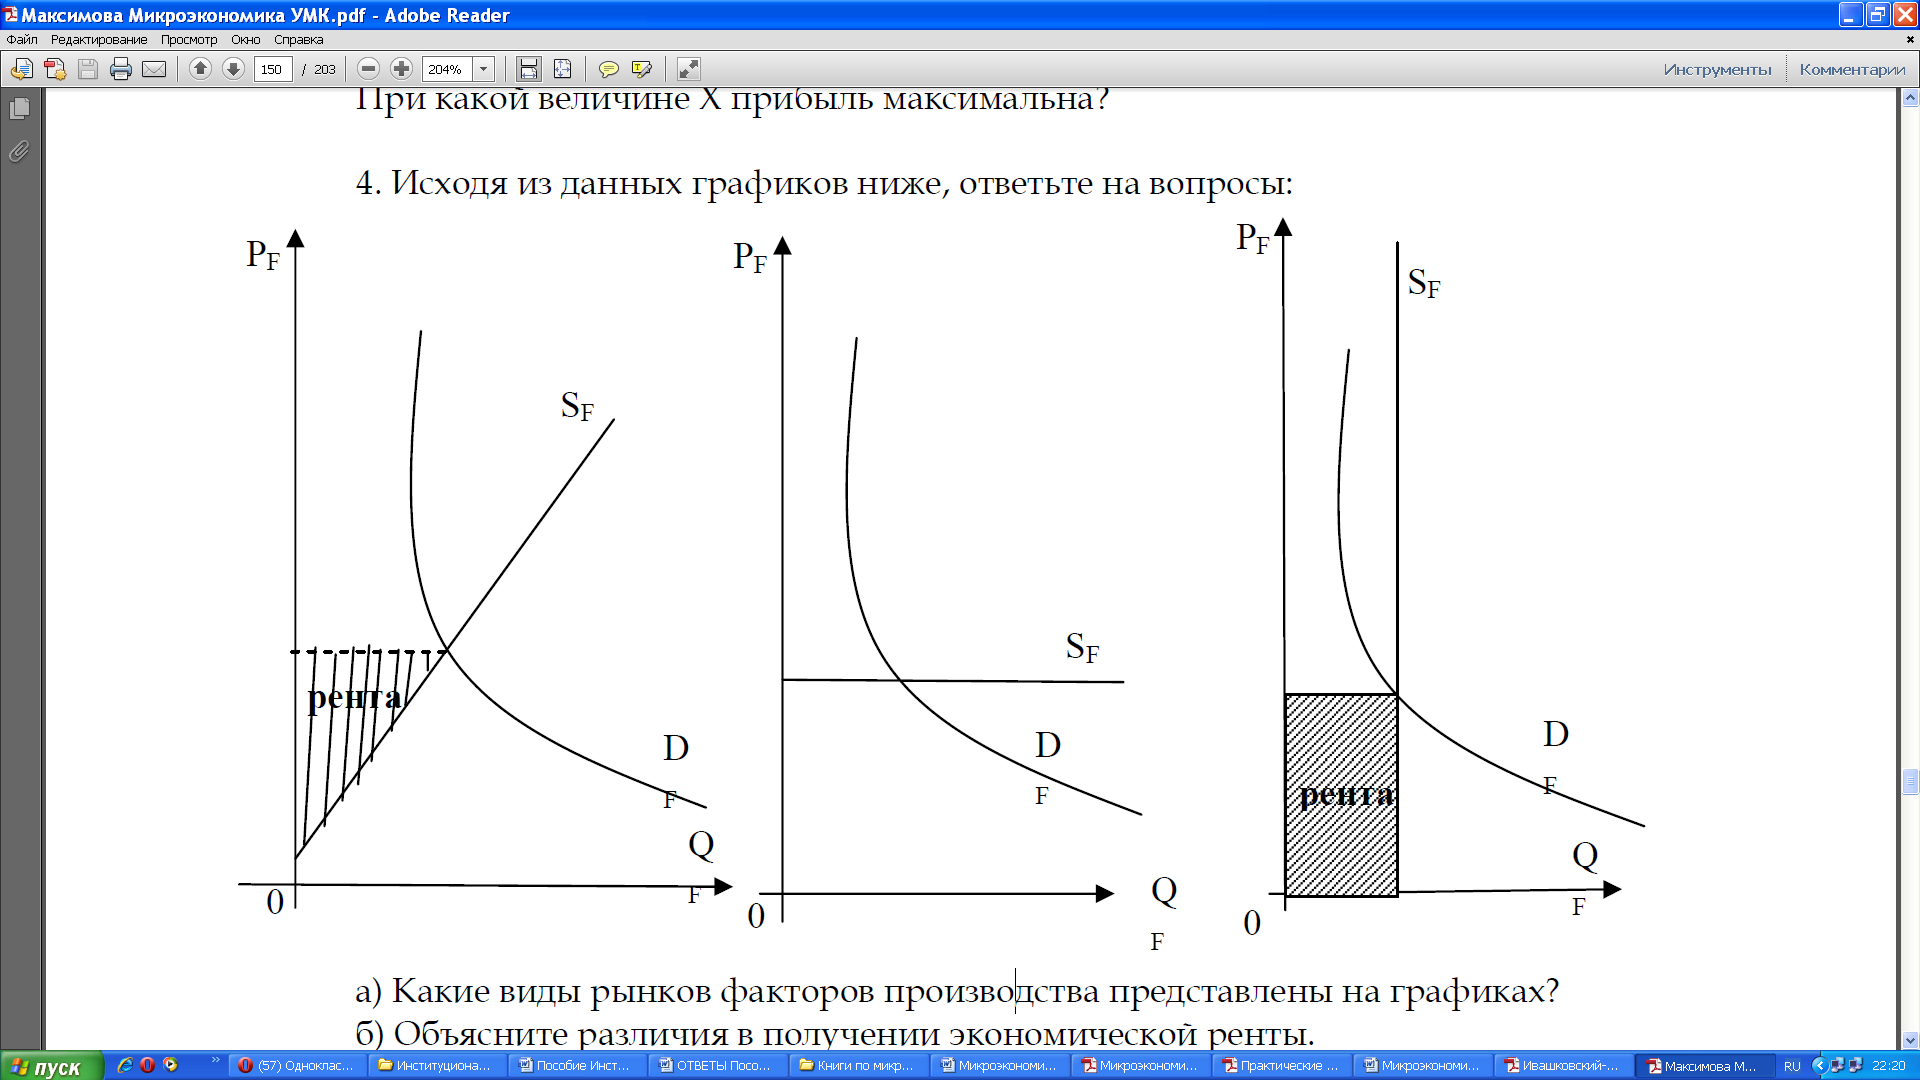 Максимова Микроэкономика УМК.pdf - Adobe Reader
Файл Редактирование Просмотр Окно Справка
150 / 203 204% Инструменты Комментарии
При какой величине X прибыль максимальна?
4. Исходя из данных графиков ниже, ответьте на вопросы:
PF
SF
рента
D
F
Q
F
0
PF
SF
D
F
Q
F
0
PF
SF
D
F
рента
Q
F
0
а) Какие виды рынков факторов производства представлены на графиках?
б) Объясните различия в получении экономической ренты.
пуск (57) Одноклас... Институциона... Пособие Инст... ОТВЕТЫ Посо... Книги по микр... Микроэкономи... Микроэкономи... Практические ... Микроэкономи... Ивашковский-... Максимова М... RU 22:20